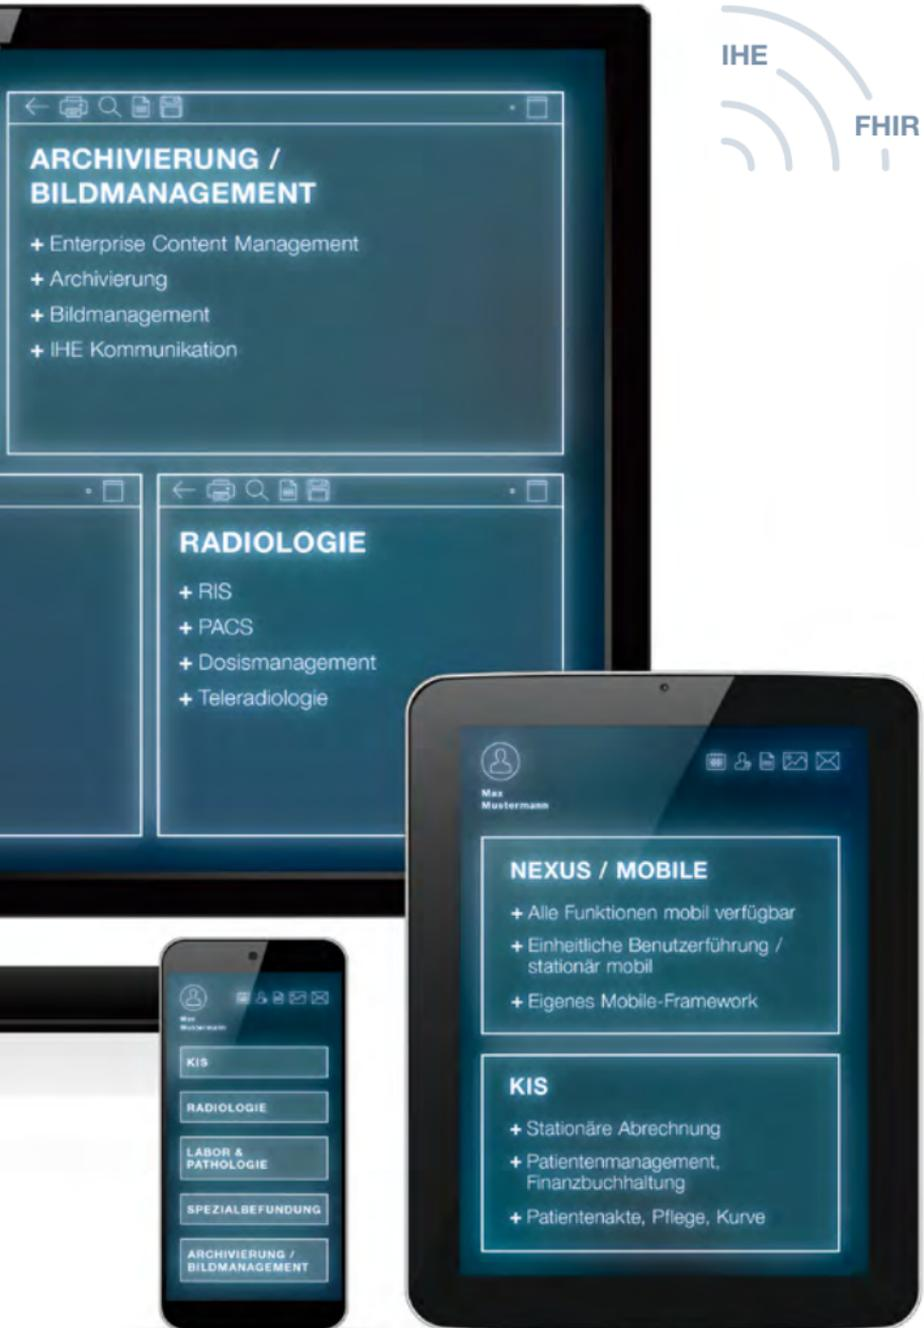 IHE
FHIR
ARCHIVIERUNG /
BILDMANAGEMENT
+ Enterprise Content Management
+ Archivierung
+ Bildmanagement
+ IHE Kommunikation
RADIOLOGIE
+ RIS
+ PACS
+ Dosismanagement
+ Teleradiologie
Max
Mustermann
NEXUS / MOBILE
+ Alle Funktionen mobil verfügbar
+ Einheitliche Benutzerführung /
stationär mobil
+ Eigenes Mobile-Framework
KIS
+ Stationäre Abrechnung
+ Patientenmanagement,
Finanzbuchhaltung
+ Patientenakte, Pflege, Kurve
Max
Mustermann
KIS
RADIOLOGIE
LABOR &
PATHOLOGIE
SPEZIALBEFUNDUNG
ARCHIVIERUNG /
BILDMANAGEMENT